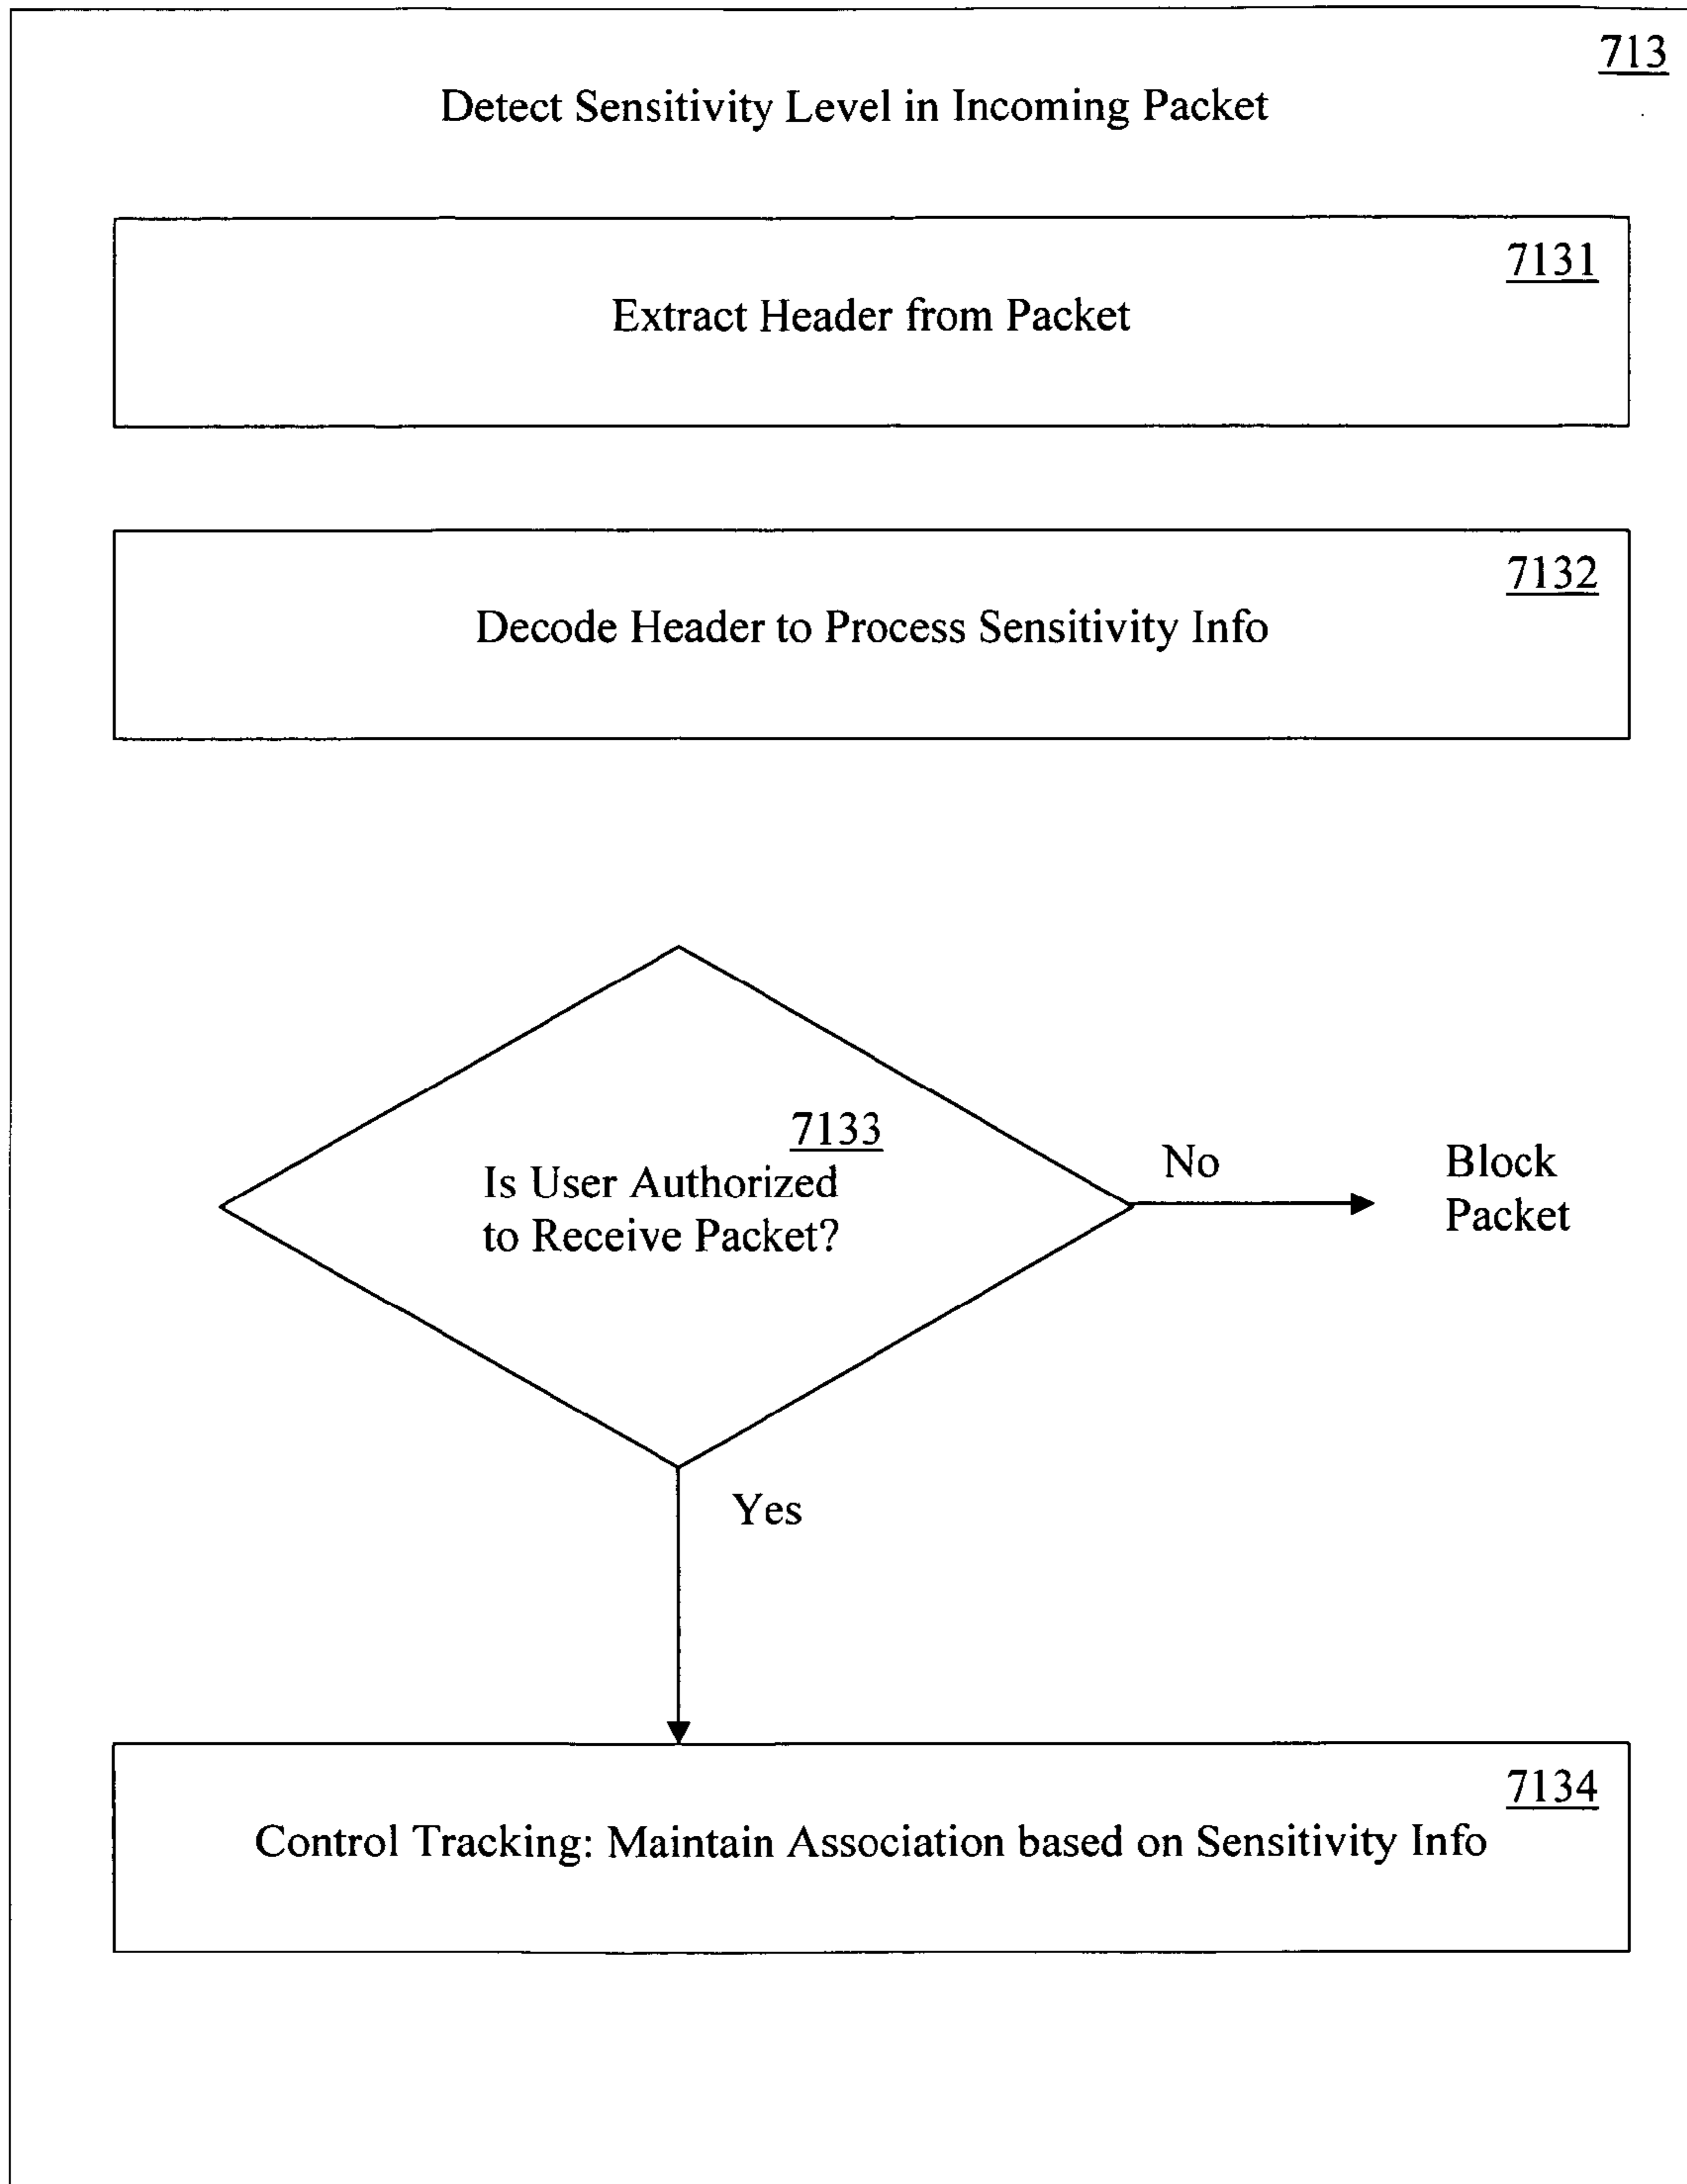 713
Detect Sensitivity Level in Incoming Packet
7131
Extract Header from Packet
7132
Decode Header to Process Sensitivity Info
7133
Is User Authorized
to Receive Packet?
No
Block
Packet
Yes
7134
Control Tracking: Maintain Association based on Sensitivity Info